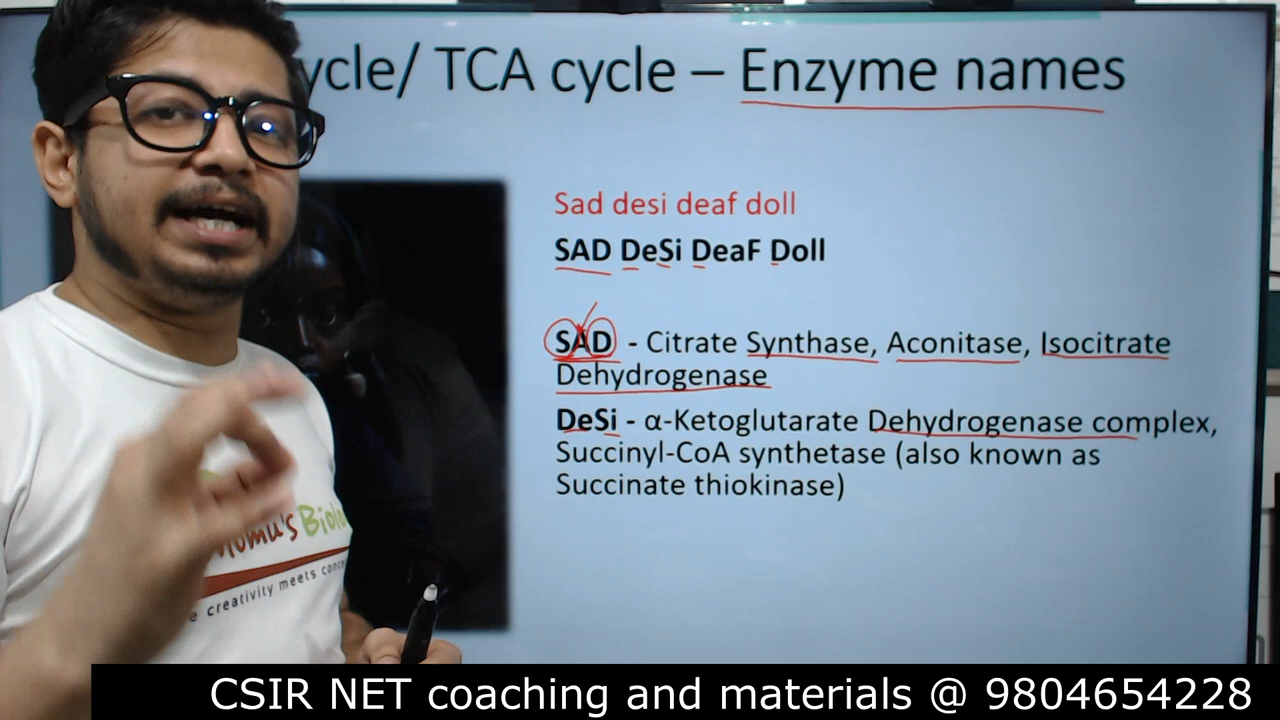 ycle/ TCA cycle – Enzyme names
Sad desi deaf doll
SAD DeSi DeaF Doll
SAD - Citrate Synthase, Aconitase, Isocitrate
Dehydrogenase
DeSi - α-Ketoglutarate Dehydrogenase complex,
Succinyl-CoA synthetase (also known as
Succinate thiokinase)
omu's Biolo
e creativity meets conce
CSIR NET coaching and materials @ 9804654228